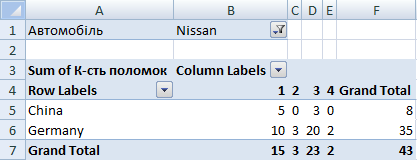 A B C D E F
1 Автомобіль Nissan
2
3 Sum of К-сть поломок Column Labels
4 Row Labels 1 2 3 4 Grand Total
5 China 5 0 3 0 8
6 Germany 10 3 20 2 35
7 Grand Total 15 3 23 2 43